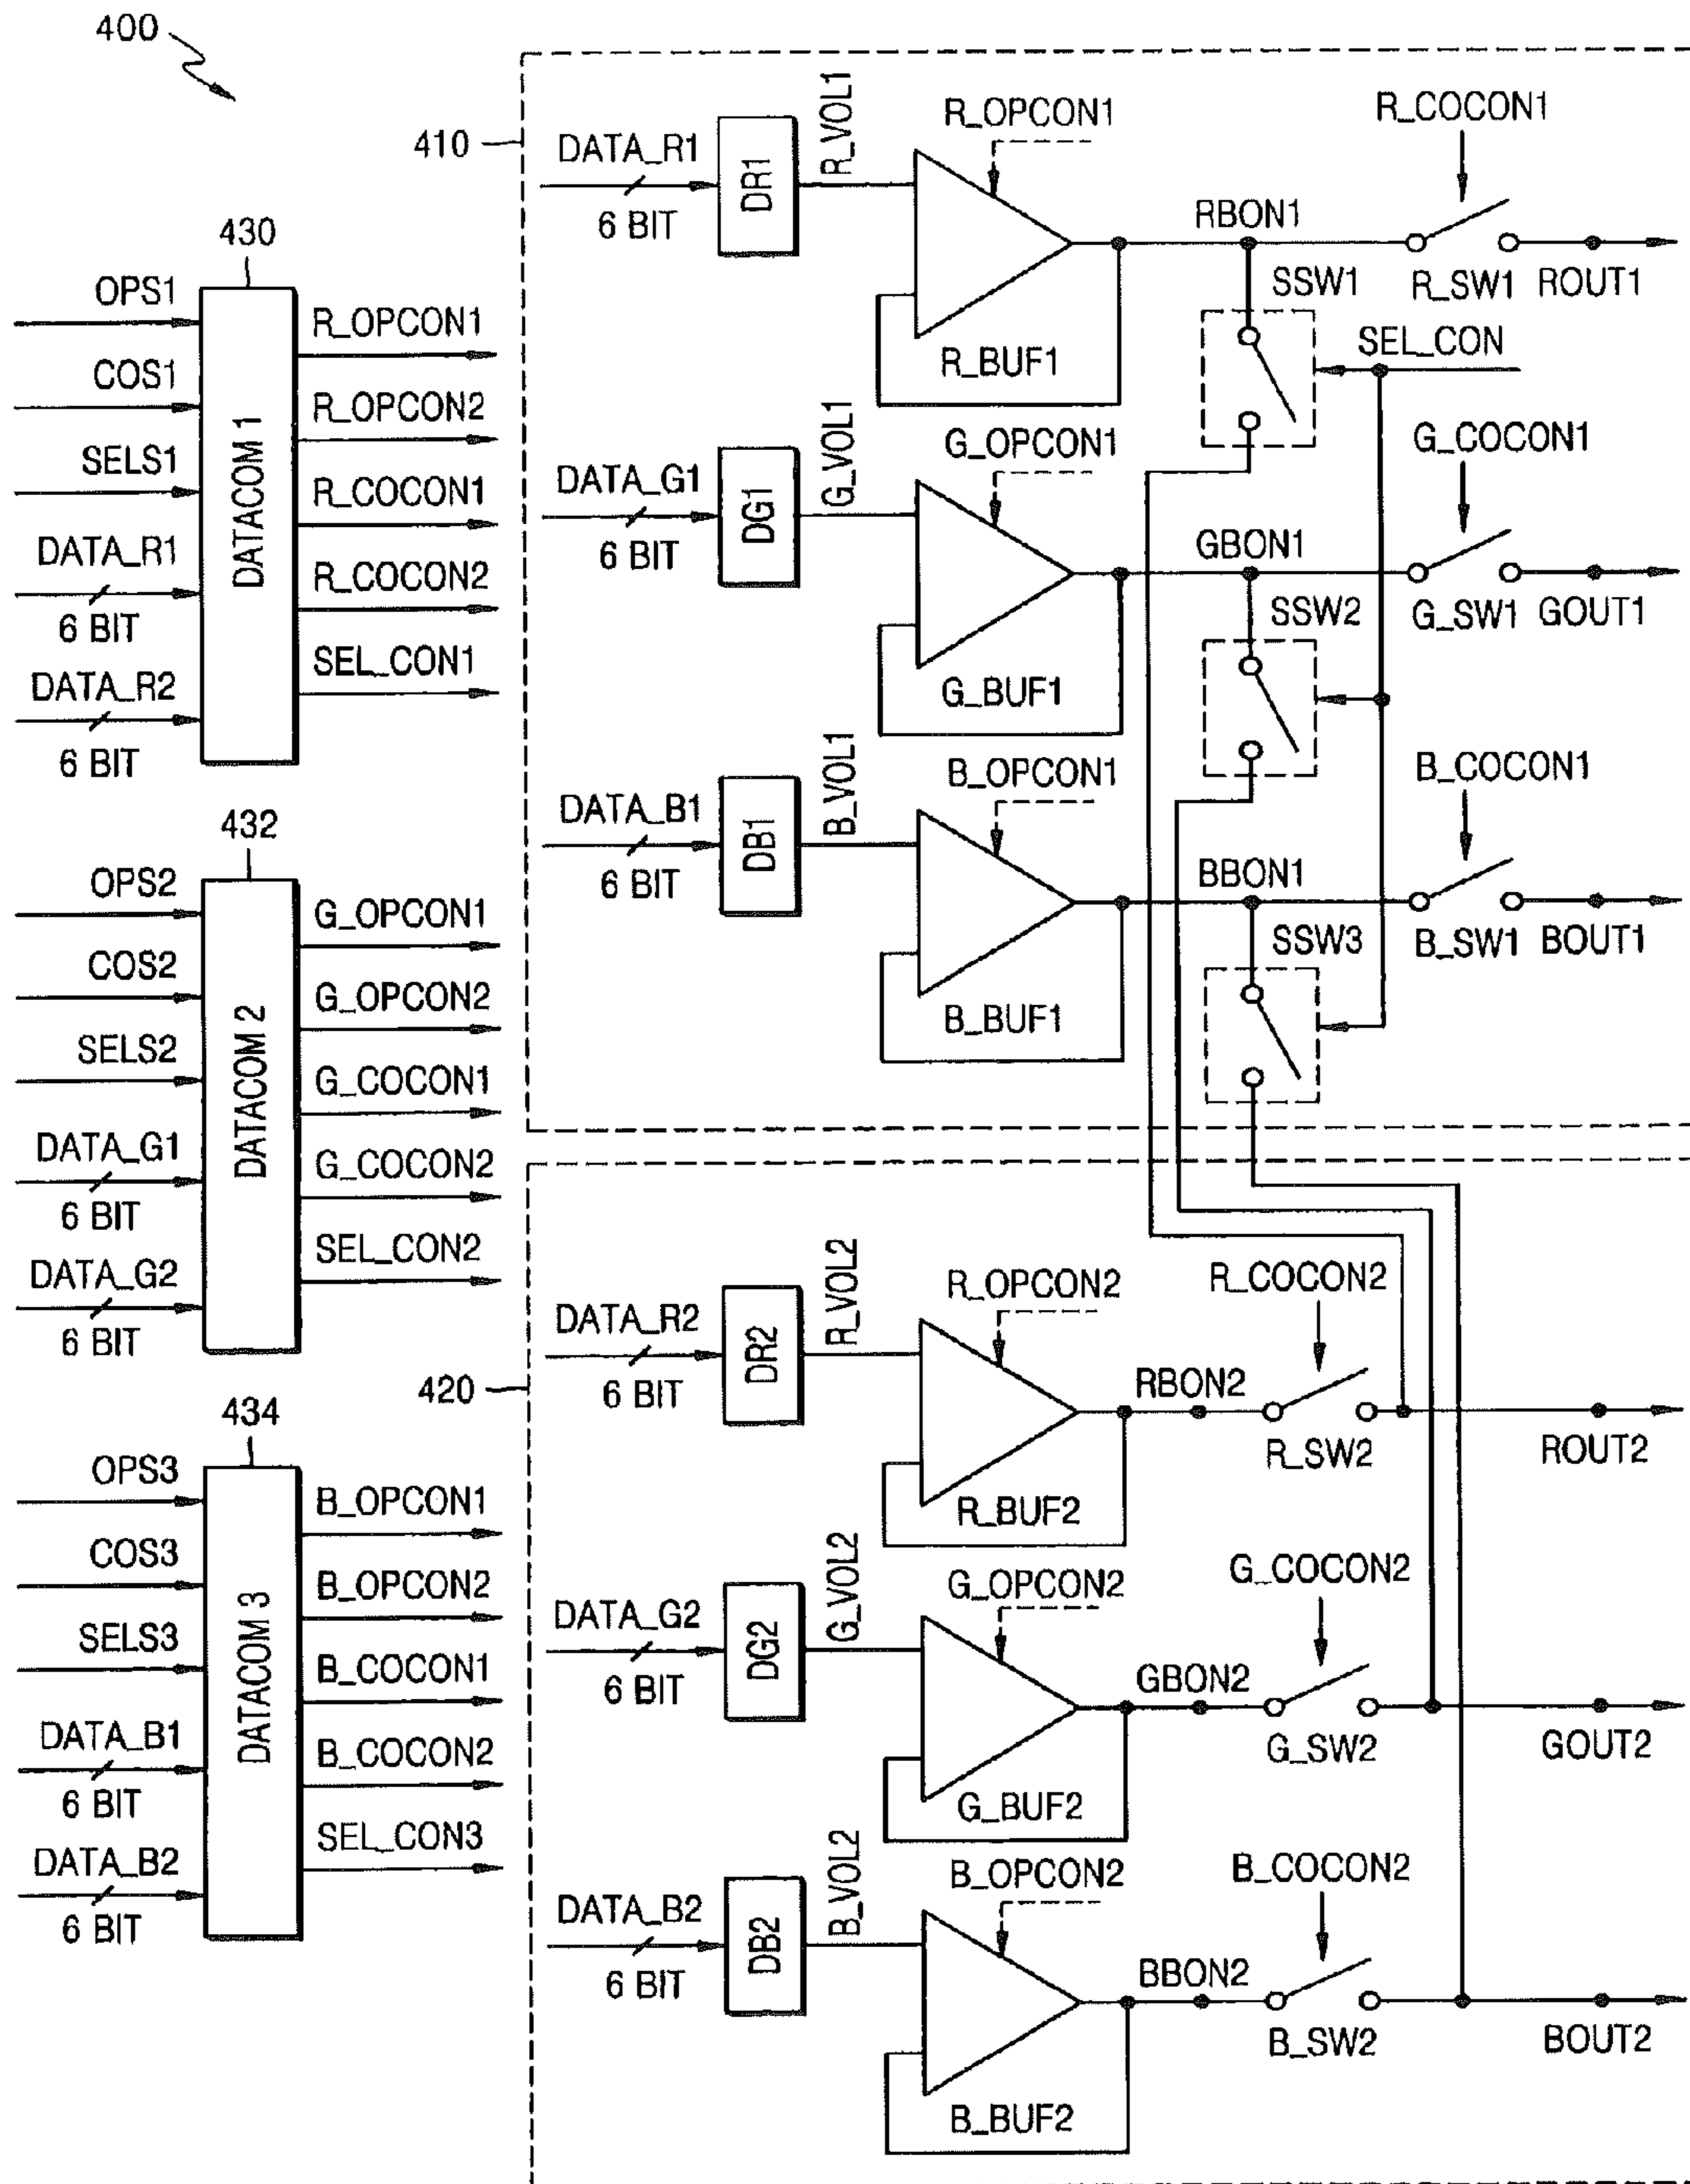 400
430
OPS1
COS1
SELS1
DATA_R1
6 BIT
DATA_R2
6 BIT
DATACOM 1
R_OPCON1
R_OPCON2
R_COCON1
R_COCON2
SEL_CON1
432
OPS2
COS2
SELS2
DATA_G1
6 BIT
DATA_G2
6 BIT
DATACOM 2
G_OPCON1
G_OPCON2
G_COCON1
G_COCON2
SEL_CON2
434
OPS3
COS3
SELS3
DATA_B1
6 BIT
DATA_B2
6 BIT
DATACOM 3
B_OPCON1
B_OPCON2
B_COCON1
B_COCON2
SEL_CON3
410
DATA_R1
6 BIT
DR1
R_VOL1
R_OPCON1
R_BUF1
RBON1
SSW1
R_COCON1
R_SW1
ROUT1
SEL_CON
DATA_G1
6 BIT
DG1
G_VOL1
G_OPCON1
G_BUF1
GBON1
SSW2
G_COCON1
G_SW1
GOUT1
DATA_B1
6 BIT
DB1
B_VOL1
B_OPCON1
B_BUF1
BBON1
SSW3
B_COCON1
B_SW1
BOUT1
420
DATA_R2
6 BIT
DR2
R_VOL2
R_OPCON2
R_BUF2
RBON2
R_COCON2
R_SW2
ROUT2
DATA_G2
6 BIT
DG2
G_VOL2
G_OPCON2
G_BUF2
GBON2
G_COCON2
G_SW2
GOUT2
DATA_B2
6 BIT
DB2
B_VOL2
B_OPCON2
B_BUF2
BBON2
B_COCON2
B_SW2
BOUT2